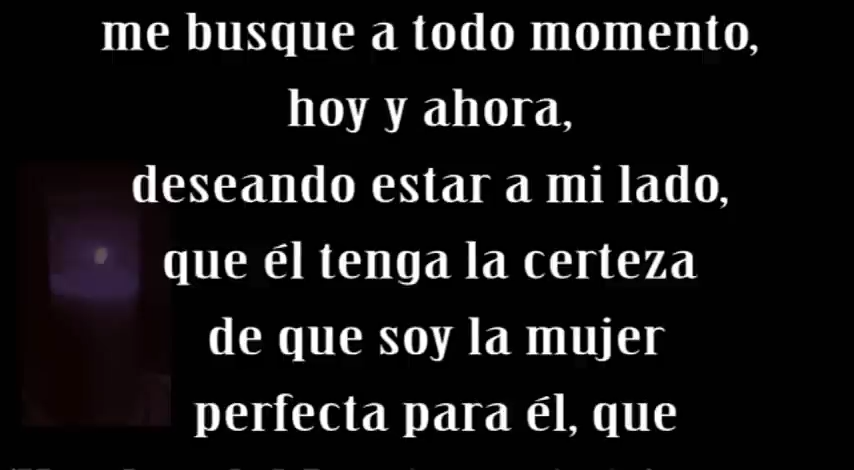 me busque a todo momento,
hoy y ahora,
deseando estar a mi lado,
que él tenga la certeza
de que soy la mujer
perfecta para él, que